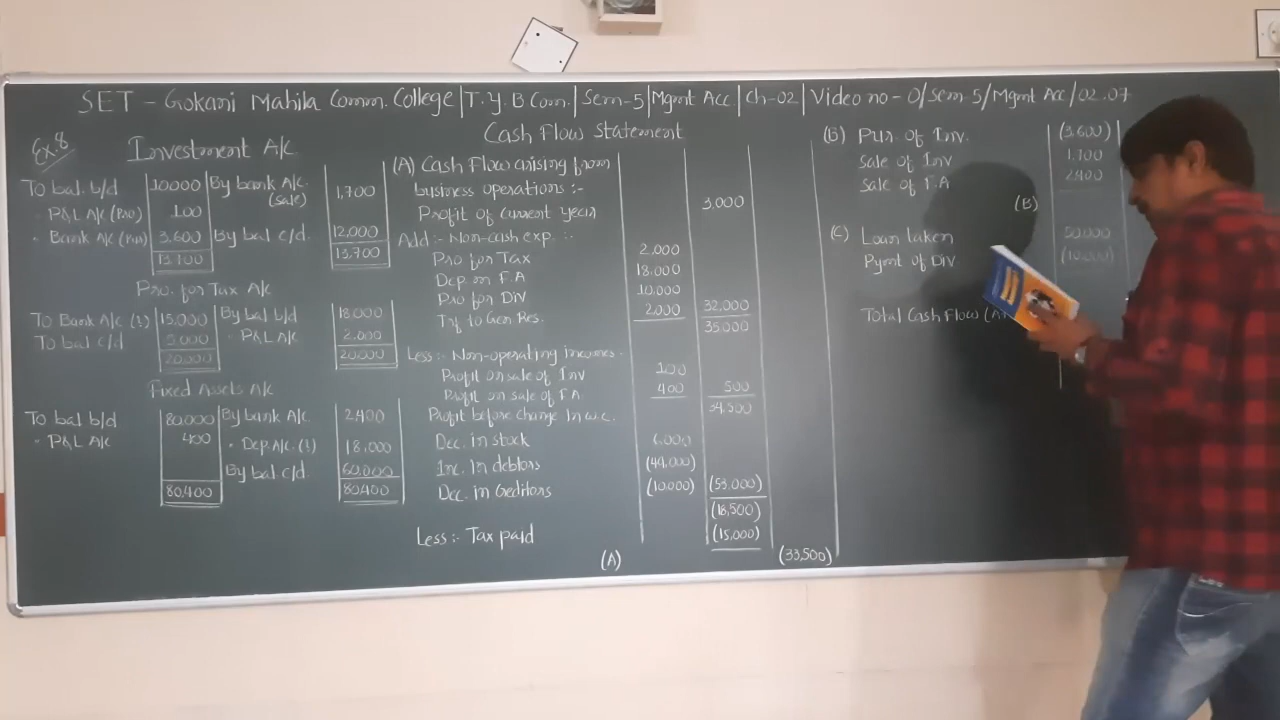 SET - Gokani Mahila Comm. College | T.Y. B Com. | Sem-5 | Mgmt Acc. | Ch-02 | Video no - 0/Sem 5/Mgmt Acc/02.07
Ex.8
Investment A/c
To bal. b/d 10000 By bank A/c. (sale) 1,700
- P&L A/c (Pro) 100
- Bank A/c (Pur) 3,600 By bal c/d. 12,000
13,700 13,700
Pro. for Tax A/c
To Bank A/c (?) 15,000 By bal b/d 18,000
To bal c/d 5,000 - P&L A/c 2,000
20,000 20,000
Fixed Assets A/c
To bal b/d 80,000 By bank A/c. 2,400
- P&L A/c 400 - Dep. A/c. (?) 18,000
By bal. c/d. 60,000
80,400 80,400
Cash Flow Statement
(A) Cash Flow arising from
business operations :-
Profit of current year 3,000
Add :- Non-cash exp. :-
Pro for Tax 2,000
Dep. on F.A 18,000
Pro for Div 10,000
Trf to Gen Res. 2,000 32,000
35,000
Less :- Non-operating incomes -
Profit on sale of Inv 100
Profit on sale of F.A 400 500
Profit before change in w.c. 34,500
Dec. in stock
Inc. in debtors (49,000)
Dec. in Creditors (10,000) (53,000)
(18,500)
Less :- Tax paid (15,000)
(A) (33,500)
(B) Pur. of Inv. (3,600)
Sale of Inv 1,700
Sale of F.A 2,400
(B)
(C) Loan taken 50,000
Pymt of Div. (10,000)
Total Cash Flow (A